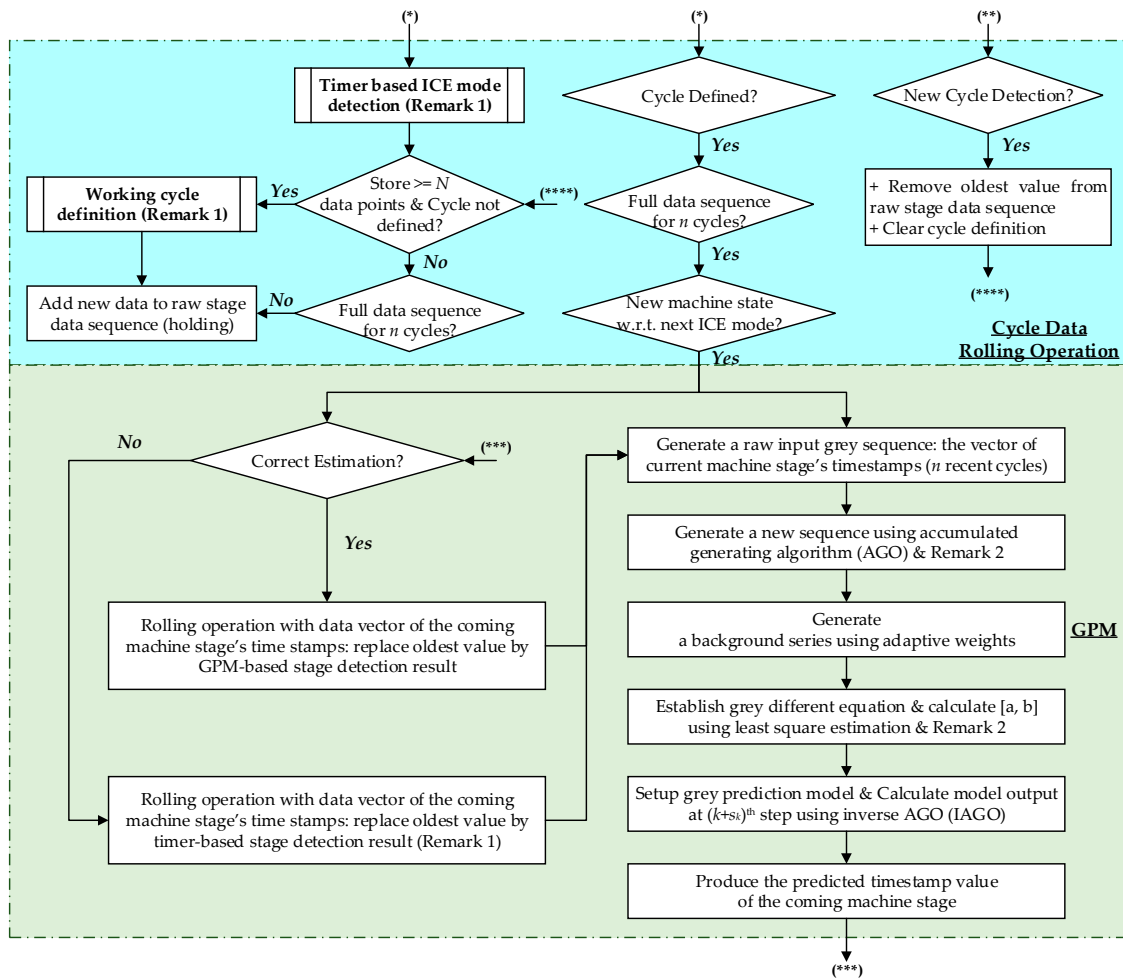 (*)
(*)
(**)
Timer based ICE mode
detection (Remark 1)
Cycle Defined?
New Cycle Detection?
Yes
Yes
Store >= N
data points & Cycle not
defined?
Yes
(****)
Working cycle
definition (Remark 1)
Full data sequence
for n cycles?
+ Remove oldest value from
raw stage data sequence
+ Clear cycle definition
No
Yes
(****)
Add new data to raw stage
data sequence (holding)
No
Full data sequence
for n cycles?
New machine state
w.r.t. next ICE mode?
Cycle Data
Rolling Operation
Yes
No
Correct Estimation?
(***)
Generate a raw input grey sequence: the vector of
current machine stage's timestamps (n recent cycles)
Yes
Generate a new sequence using accumulated
generating algorithm (AGO) & Remark 2
Rolling operation with data vector of the coming
machine stage's time stamps: replace oldest value by
GPM-based stage detection result
Generate
a background series using adaptive weights
GPM
Establish grey different equation & calculate [a, b]
using least square estimation & Remark 2
Rolling operation with data vector of the coming
machine stage's time stamps: replace oldest value by
timer-based stage detection result (Remark 1)
Setup grey prediction model & Calculate model output
at (k+sk)th step using inverse AGO (IAGO)
Produce the predicted timestamp value
of the coming machine stage
(***)